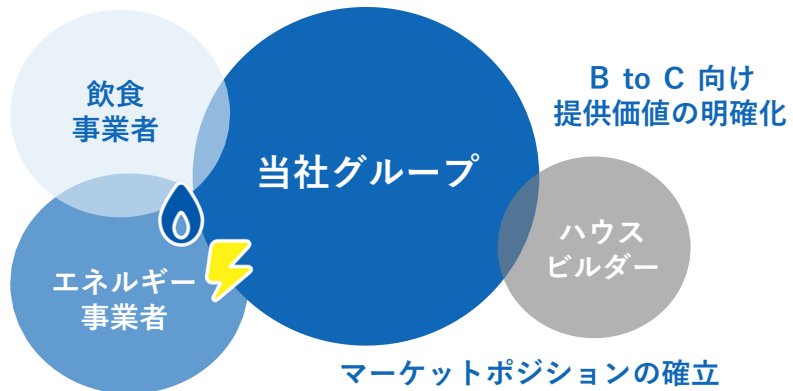 飲食
事業者
当社グループ
B to C 向け
提供価値の明確化
エネルギー
事業者
ハウス
ビルダー
マーケットポジションの確立